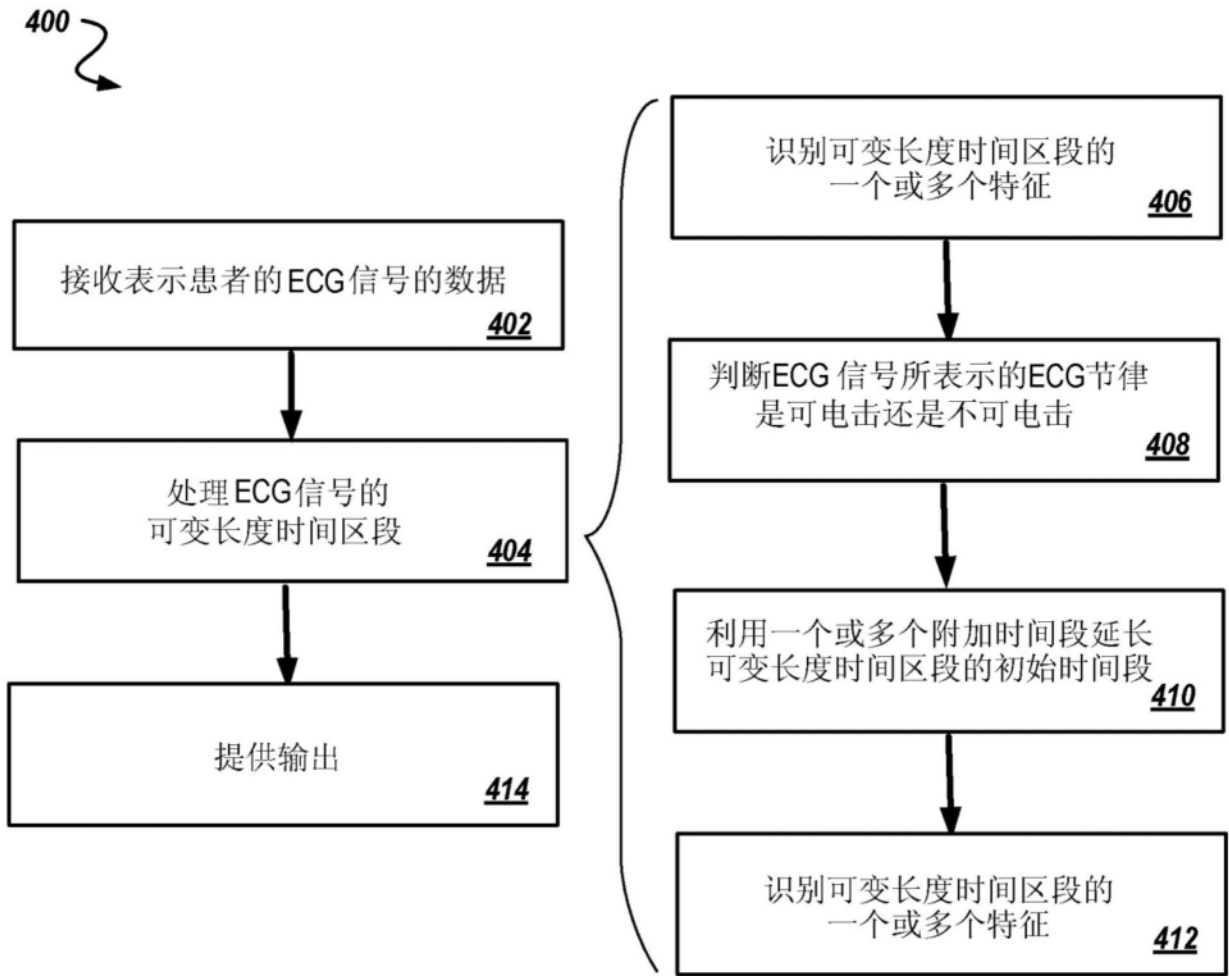 400
接收表示患者的ECG信号的数据
402
处理ECG信号的
可变长度时间区段
404
提供输出
414
识别可变长度时间区段的
一个或多个特征
406
判断ECG 信号所表示的ECG节律
是可电击还是不可电击
408
利用一个或多个附加时间段延长
可变长度时间区段的初始时间段
410
识别可变长度时间区段的
一个或多个特征
412